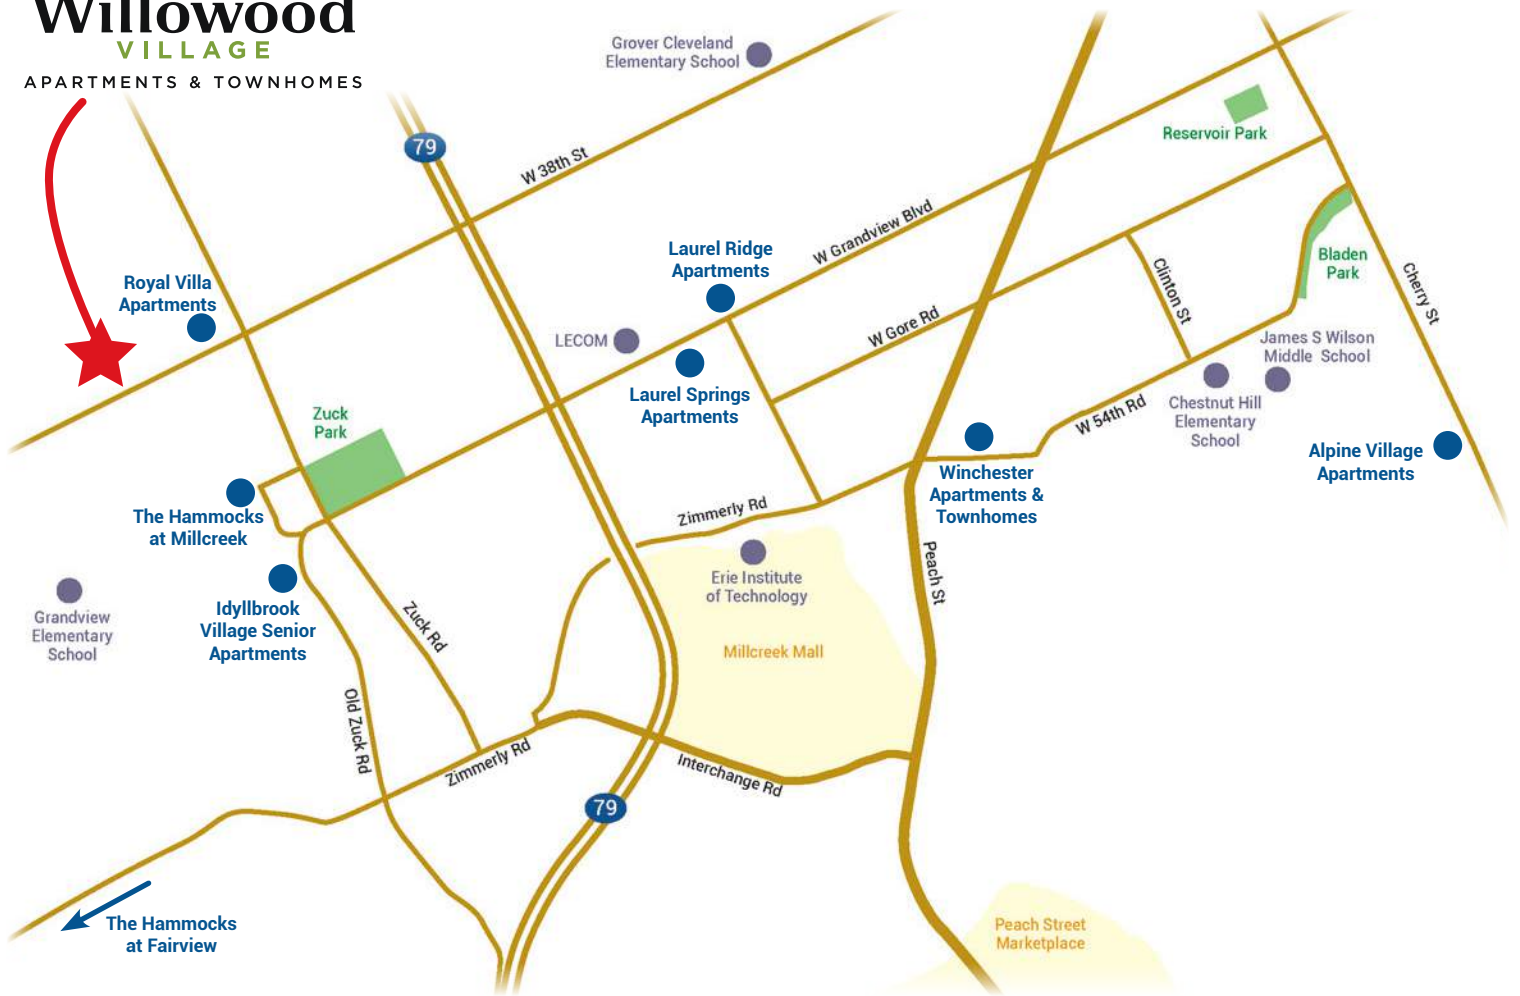 Willowood
VILLAGE
APARTMENTS & TOWNHOMES
Grover Cleveland
Elementary School
79
W 38th St
Reservoir Park
W Grandview Blvd
Laurel Ridge
Apartments
Royal Villa
Apartments
Bladen
Park
Clinton St
Cherry St
LECOM
W Gore Rd
James S Wilson
Middle School
Laurel Springs
Apartments
Chestnut Hill
Elementary
School
W 54th Rd
Zuck
Park
Alpine Village
Apartments
Winchester
Apartments &
Townhomes
The Hammocks
at Millcreek
Zimmerly Rd
Peach St
Erie Institute
of Technology
Grandview
Elementary
School
Idyllbrook
Village Senior
Apartments
Zuck Rd
Millcreek Mall
Old Zuck Rd
Zimmerly Rd
Interchange Rd
79
The Hammocks
at Fairview
Peach Street
Marketplace